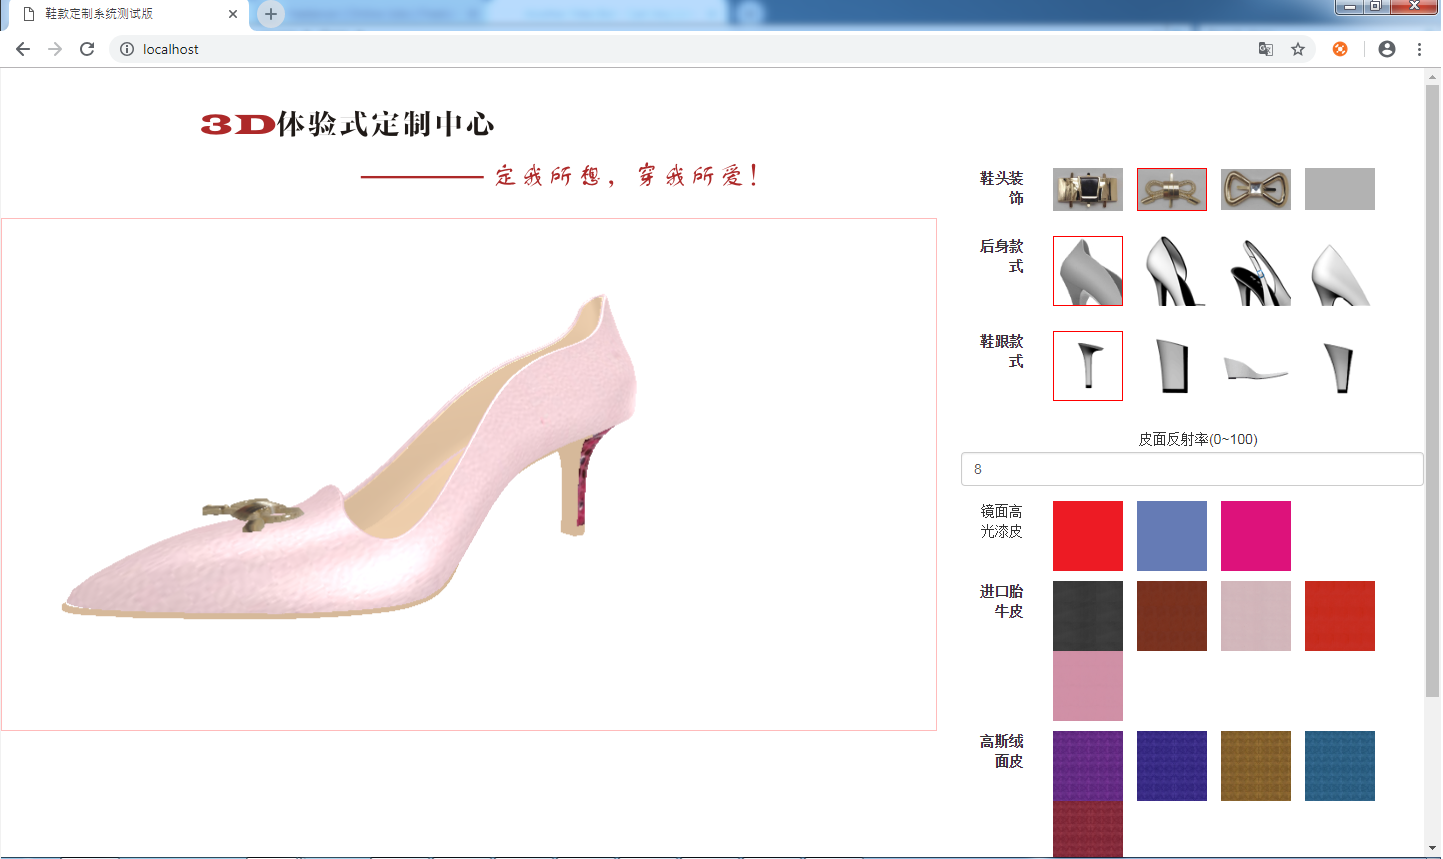 鞋款定制系统测试版
localhost
3D体验式定制中心
定我所想，穿我所爱！
鞋头装
饰
后身款
式
鞋跟款
式
皮面反射率(0~100)
8
镜面高
光漆皮
进口胎
牛皮
高斯绒
面皮